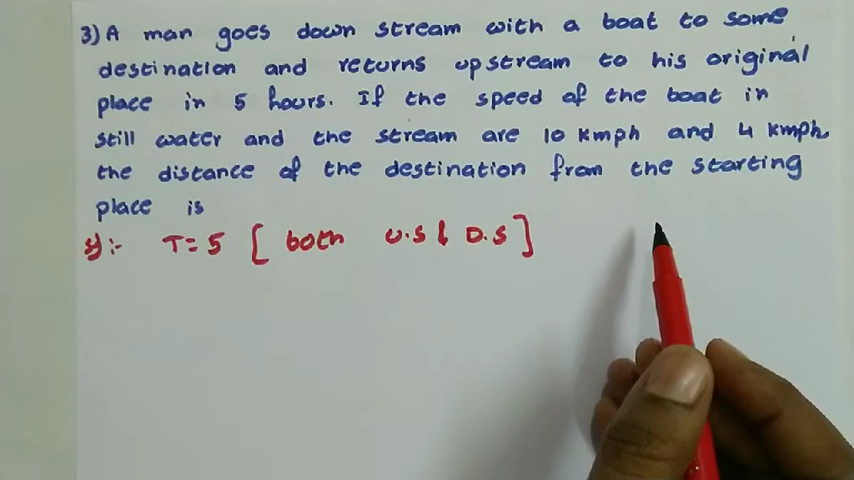 3) A man goes down stream with a boat to some
destination and returns upstream to his original
place in 5 hours. If the speed of the boat in
still water and the stream are 10 kmph and 4 kmph,
the distance of the destination from the starting
place is
T = 5 [ both U.S & D.S ]